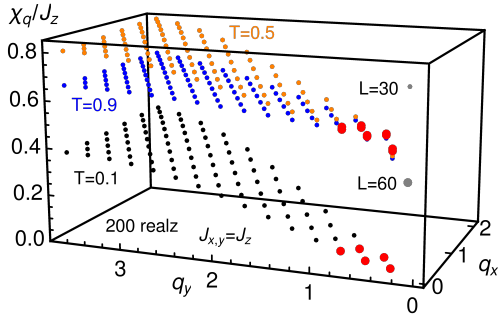 χq/Jz
0.8
T=0.5
0.6
L=30
T=0.9
0.4
T=0.1
L=60
0.2
200 realz
Jx,y=Jz
2
0.0
1
qx
3
2
qy
1
0
0